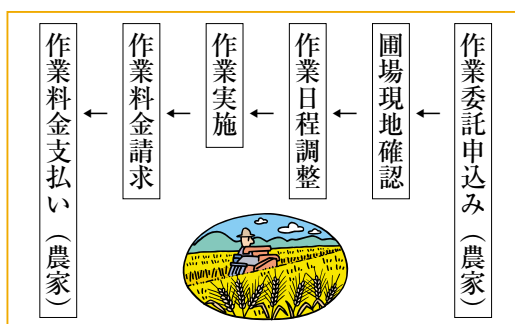 作業委託申込み（農家）
圃場現地確認
作業日程調整
作業実施
作業料金請求
作業料金支払い（農家）